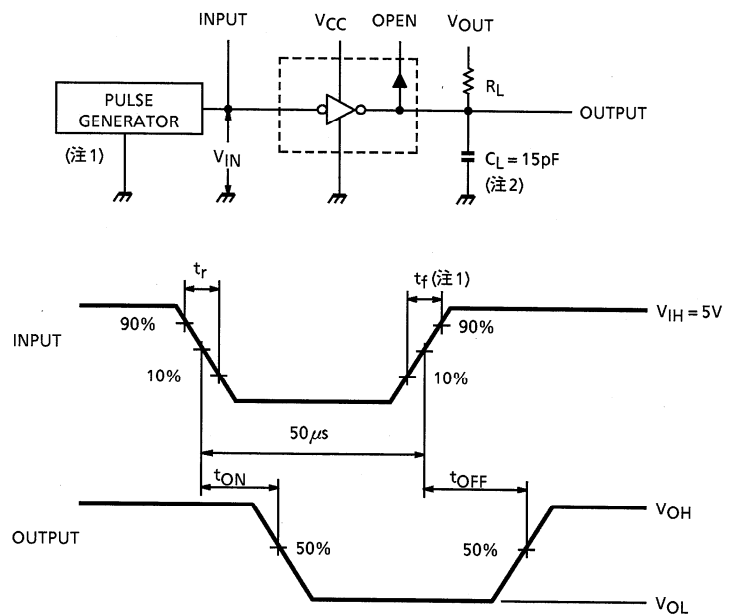 INPUT
VCC
OPEN
VOUT
PULSE
GENERATOR
(注1)
VIN
RL
OUTPUT
CL = 15pF
(注2)
tr
tf (注1)
90%
90%
VIH = 5V
INPUT
10%
10%
50μs
tON
tOFF
VOH
OUTPUT
50%
50%
VOL